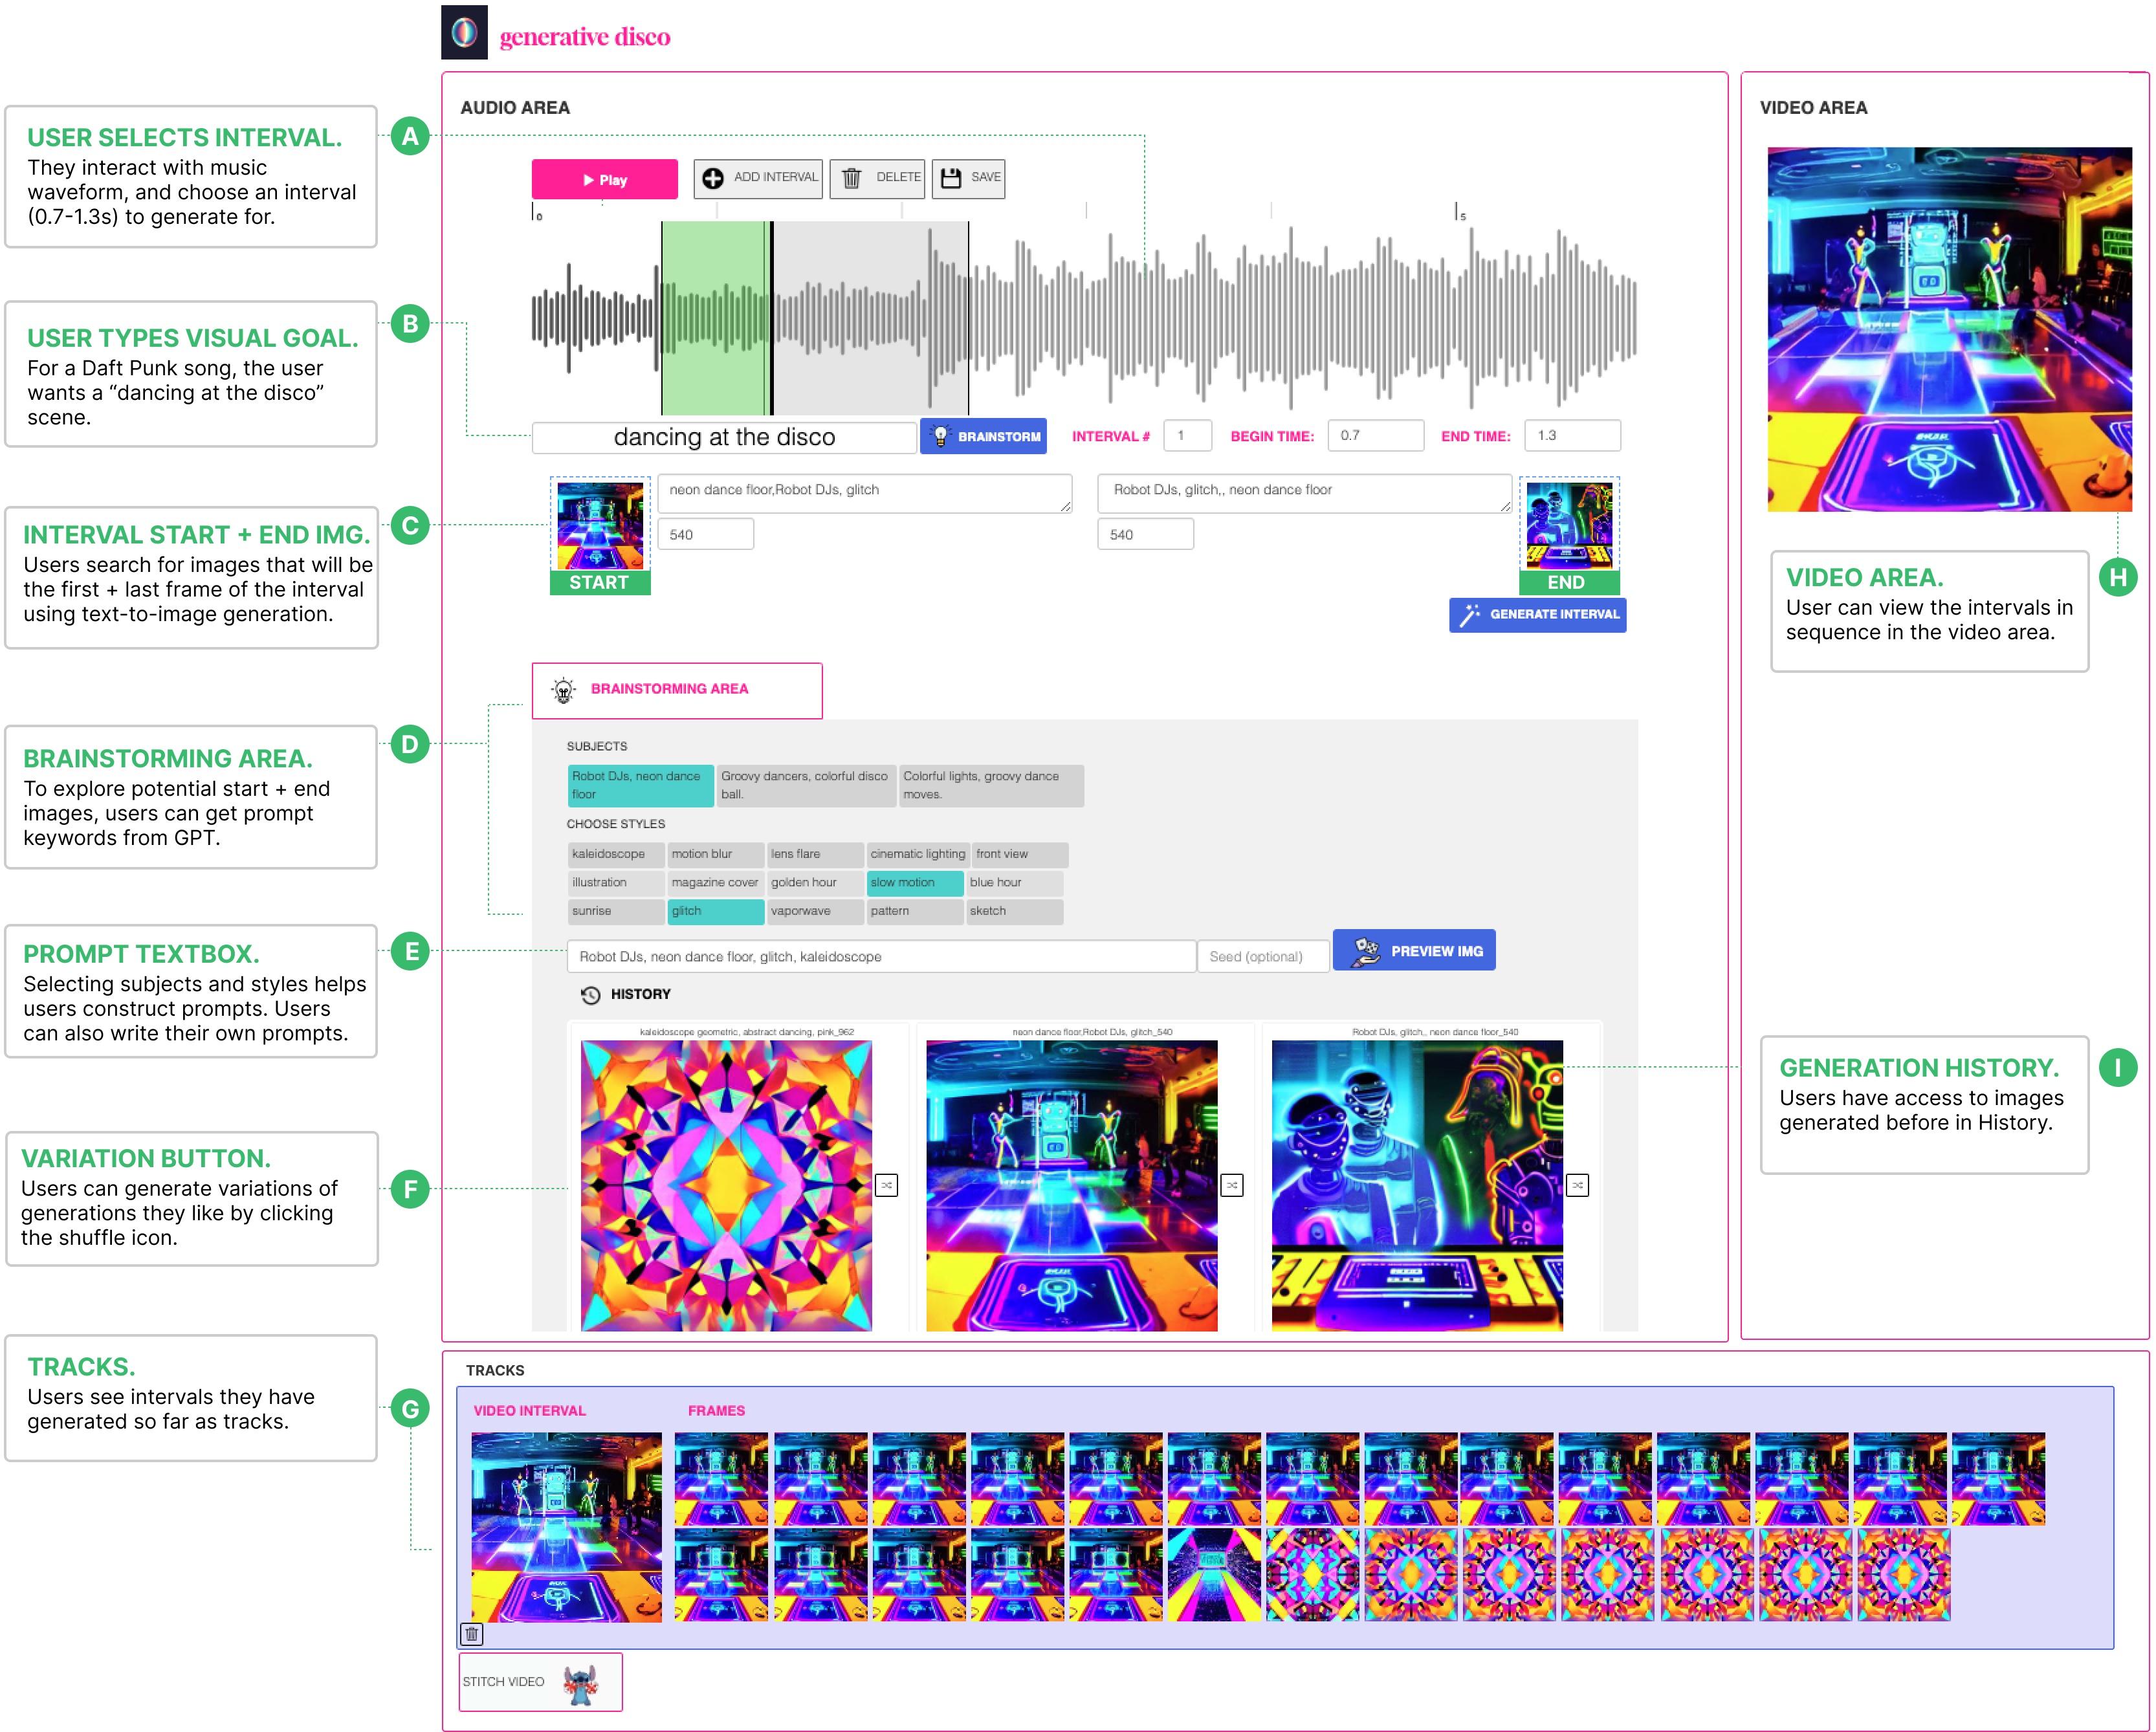 generative disco
AUDIO AREA
VIDEO AREA
USER SELECTS INTERVAL.
They interact with music
waveform, and choose an interval
(0.7-1.3s) to generate for.
A
Play
ADD INTERVAL
DELETE
SAVE
0
5
USER TYPES VISUAL GOAL.
For a Daft Punk song, the user
wants a “dancing at the disco”
scene.
B
dancing at the disco
BRAINSTORM
INTERVAL #
1
BEGIN TIME:
0.7
END TIME:
1.3
INTERVAL START + END IMG.
Users search for images that will be
the first + last frame of the interval
using text-to-image generation.
C
neon dance floor,Robot DJs, glitch
540
START
Robot DJs, glitch,, neon dance floor
540
END
GENERATE INTERVAL
VIDEO AREA.
User can view the intervals in
sequence in the video area.
H
BRAINSTORMING AREA.
To explore potential start + end
images, users can get prompt
keywords from GPT.
D
BRAINSTORMING AREA
SUBJECTS
Robot DJs, neon dance
floor
Groovy dancers, colorful disco
ball.
Colorful lights, groovy dance
moves.
CHOOSE STYLES
kaleidoscope
motion blur
lens flare
cinematic lighting
front view
illustration
magazine cover
golden hour
slow motion
blue hour
sunrise
glitch
vaporwave
pattern
sketch
PROMPT TEXTBOX.
Selecting subjects and styles helps
users construct prompts. Users
can also write their own prompts.
E
Robot DJs, neon dance floor, glitch, kaleidoscope
Seed (optional)
PREVIEW IMG
HISTORY
kaleidoscope geometric, abstract dancing, pink_962
neon dance floor,Robot DJs, glitch_540
Robot DJs, glitch,, neon dance floor_540
GENERATION HISTORY.
Users have access to images
generated before in History.
I
VARIATION BUTTON.
Users can generate variations of
generations they like by clicking
the shuffle icon.
F
TRACKS.
Users see intervals they have
generated so far as tracks.
G
TRACKS
VIDEO INTERVAL
FRAMES
STITCH VIDEO